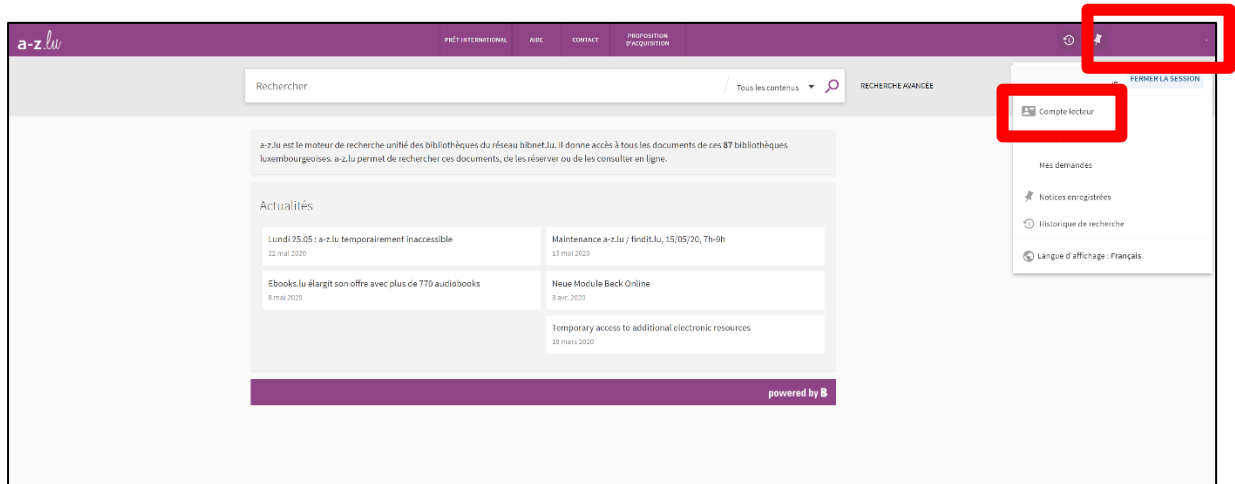 a-z.lu
PRÊT INTERNATIONAL AIDE CONTACT PROPOSITION
D'ACQUISITION
Rechercher
Tous les contenus
RECHERCHE AVANCÉE
FERMER LA SESSION
Compte lecteur
Mes demandes
Notices enregistrées
Historique de recherche
Langue d'affichage : Français
a-z.lu est le moteur de recherche unifié des bibliothèques du réseau bibnet.lu. Il donne accès à tous les documents de ces 87 bibliothèques
luxembourgeoises. a-z.lu permet de rechercher ces documents, de les réserver ou de les consulter en ligne.
Actualités
Lundi 25.05 : a-z.lu temporairement inaccessible
22 mai 2020
Maintenance a-z.lu / findit.lu, 15/05/20, 7h-9h
13 mai 2020
Ebooks.lu élargit son offre avec plus de 770 audiobooks
8 mai 2020
Neue Module Beck Online
3 avr. 2020
Temporary access to additional electronic resources
18 mars 2020
powered by B